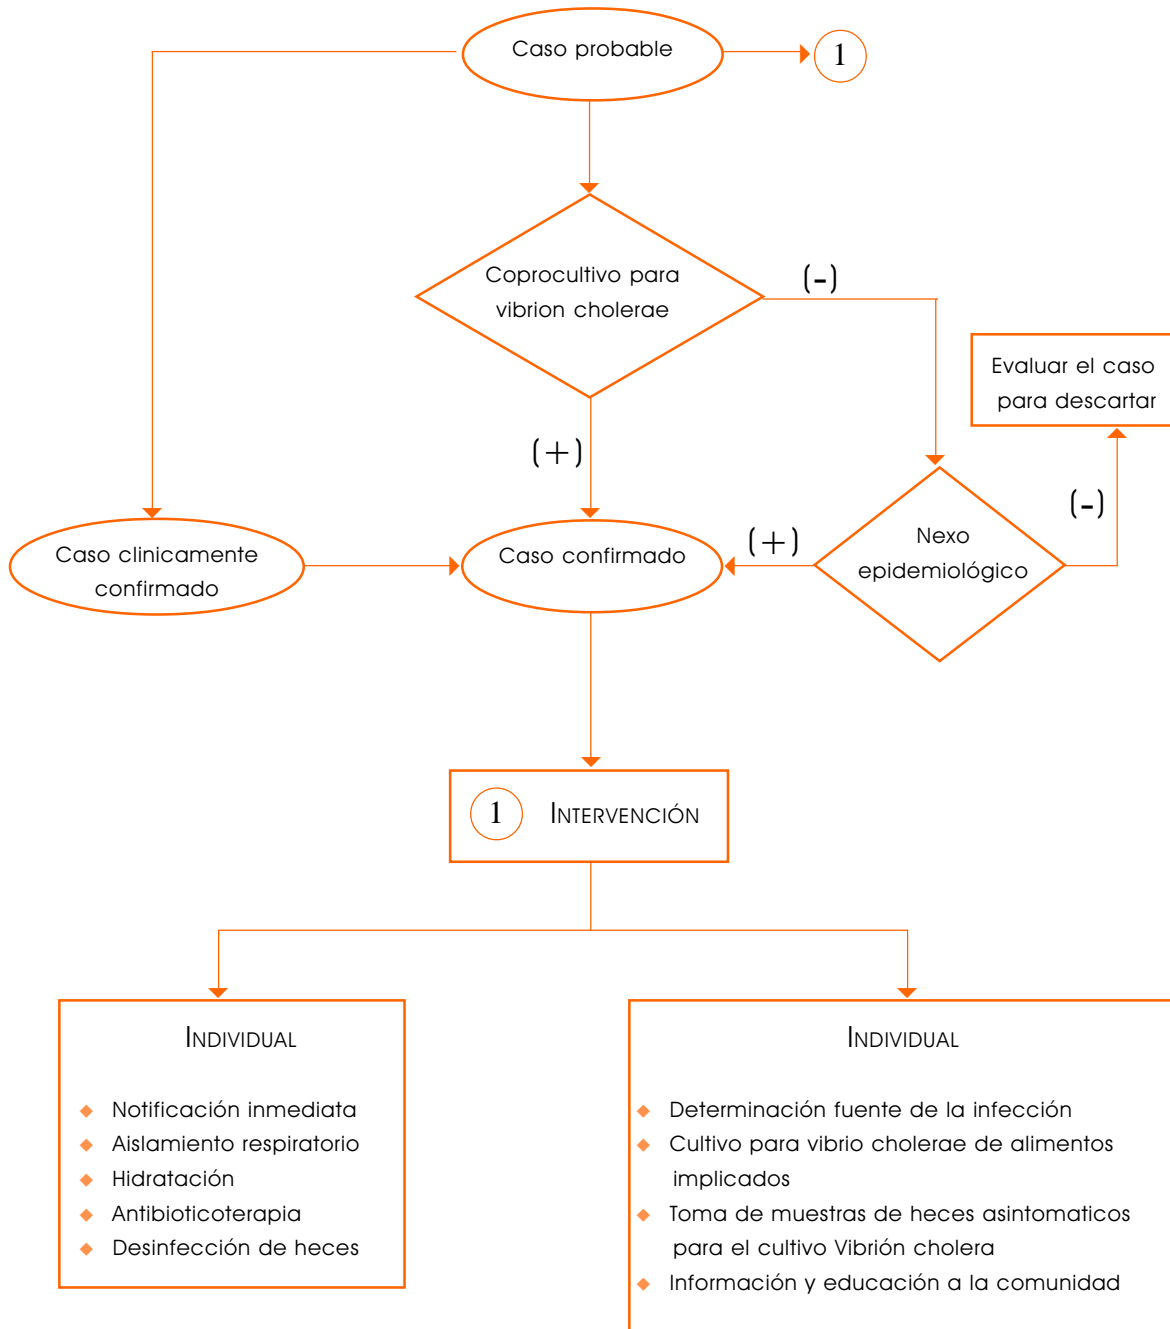 Caso probable
1
Coprocultivo para
vibrion cholerae
(-)
Evaluar el caso
para descartar
(+)
(-)
Caso clinicamente
confirmado
Caso confirmado
(+)
Nexo
epidemiológico
1 INTERVENCIÓN
INDIVIDUAL
Notificación inmediata
Aislamiento respiratorio
Hidratación
Antibioticoterapia
Desinfección de heces
INDIVIDUAL
Determinación fuente de la infección
Cultivo para vibrio cholerae de alimentos
implicados
Toma de muestras de heces asintomaticos
para el cultivo Vibrión cholera
Información y educación a la comunidad